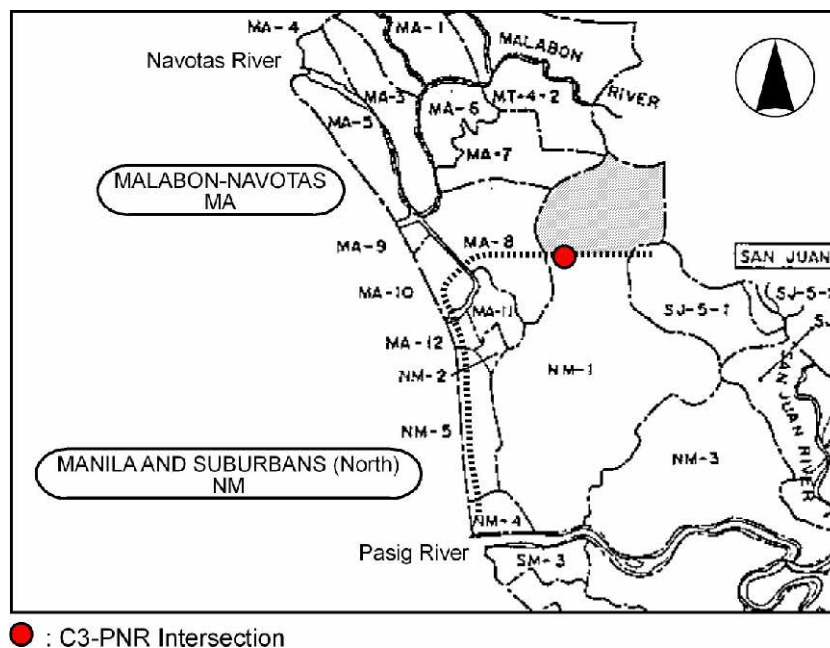 MA-4
MA-1
MALABON
Navotas River
RIVER
MA-3
MA-6
MT-4-2
MA-5
MA-7
MALABON-NAVOTAS
MA
MA-9
MA-8
SAN JUAN
MA-10
SJ-5-1
MA-11
MA-12
NM-2
NM-1
SAN JUAN RIVER
NM-5
NM-3
MANILA AND SUBURBANS (North)
NM
NM-4
Pasig River
SM-3
: C3-PNR Intersection